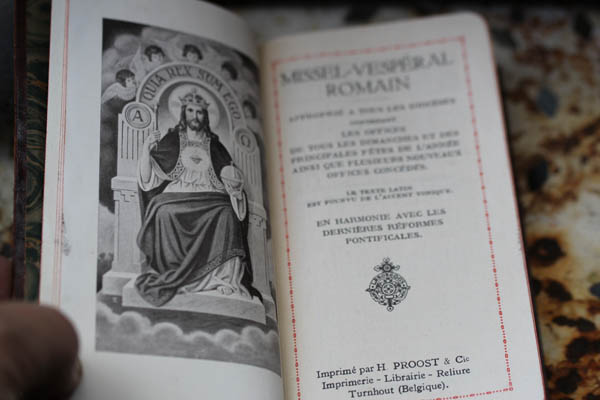 QUIA REX SUM EGO
A Ω
MISSEL-VESPÉRAL
ROMAIN
APPROPRIÉ A TOUS LES DIOCÈSES
CONTENANT
LES OFFICES
DE TOUS LES DIMANCHES ET DES
PRINCIPALES FÊTES DE L'ANNÉE
AINSI QUE PLUSIEURS NOUVEAUX
OFFICES CONCÉDÉS.
LE TEXTE LATIN
EST POURVU DE L'ACCENT TONIQUE.
EN HARMONIE AVEC LES
DERNIÈRES RÉFORMES
PONTIFICALES.
Imprimé par H. PROOST & Cie
Imprimerie - Librairie - Reliure
Turnhout (Belgique).